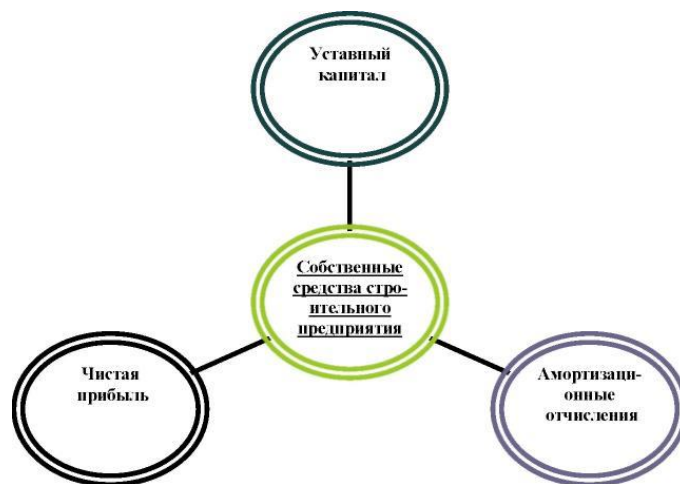 Уставный
капитал
Собственные
средства стро-
ительного
предприятия
Чистая
прибыль
Амортизаци-
онные
отчисления